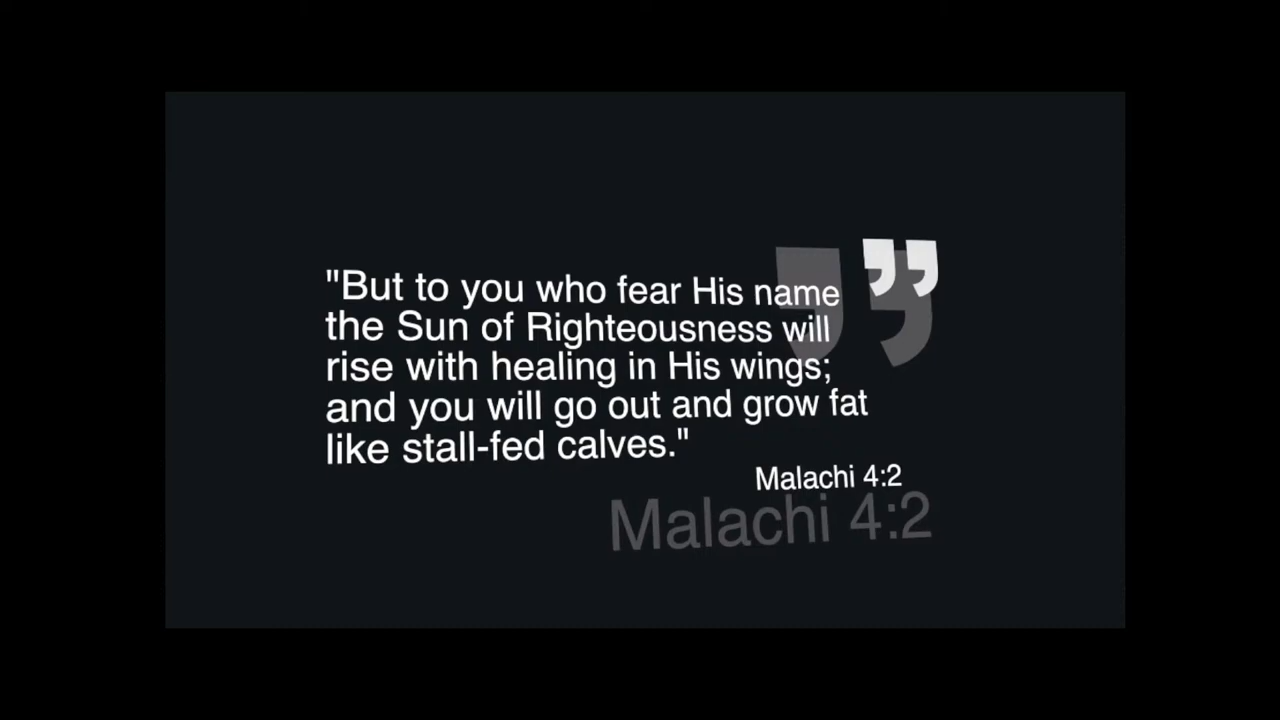 "But to you who fear His name
the Sun of Righteousness will
rise with healing in His wings;
and you will go out and grow fat
like stall-fed calves."
Malachi 4:2
Malachi 4:2